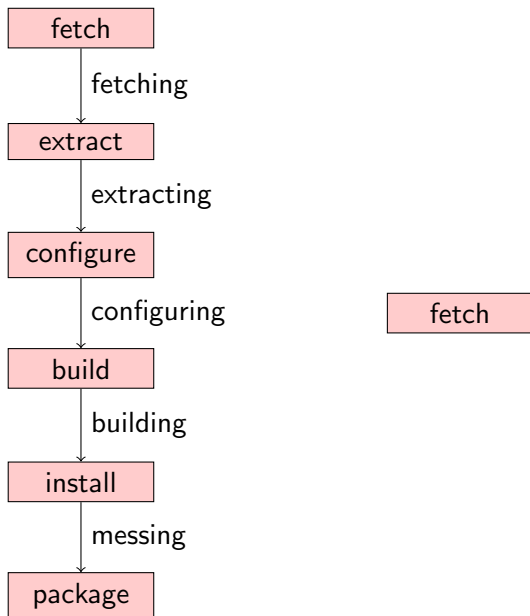 fetch
fetching
extract
extracting
configure
configuring
fetch
build
building
install
messing
package